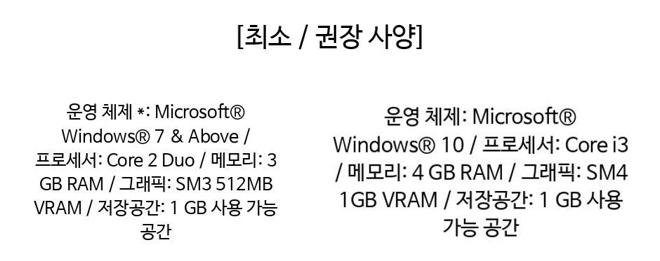 [최소 / 권장 사양]
운영 체제 *: Microsoft®
Windows® 7 & Above /
프로세서: Core 2 Duo / 메모리: 3
GB RAM / 그래픽: SM3 512MB
VRAM / 저장공간: 1 GB 사용 가능
공간
운영 체제: Microsoft®
Windows® 10 / 프로세서: Core i3
/ 메모리: 4 GB RAM / 그래픽: SM4
1GB VRAM / 저장공간: 1 GB 사용
가능 공간